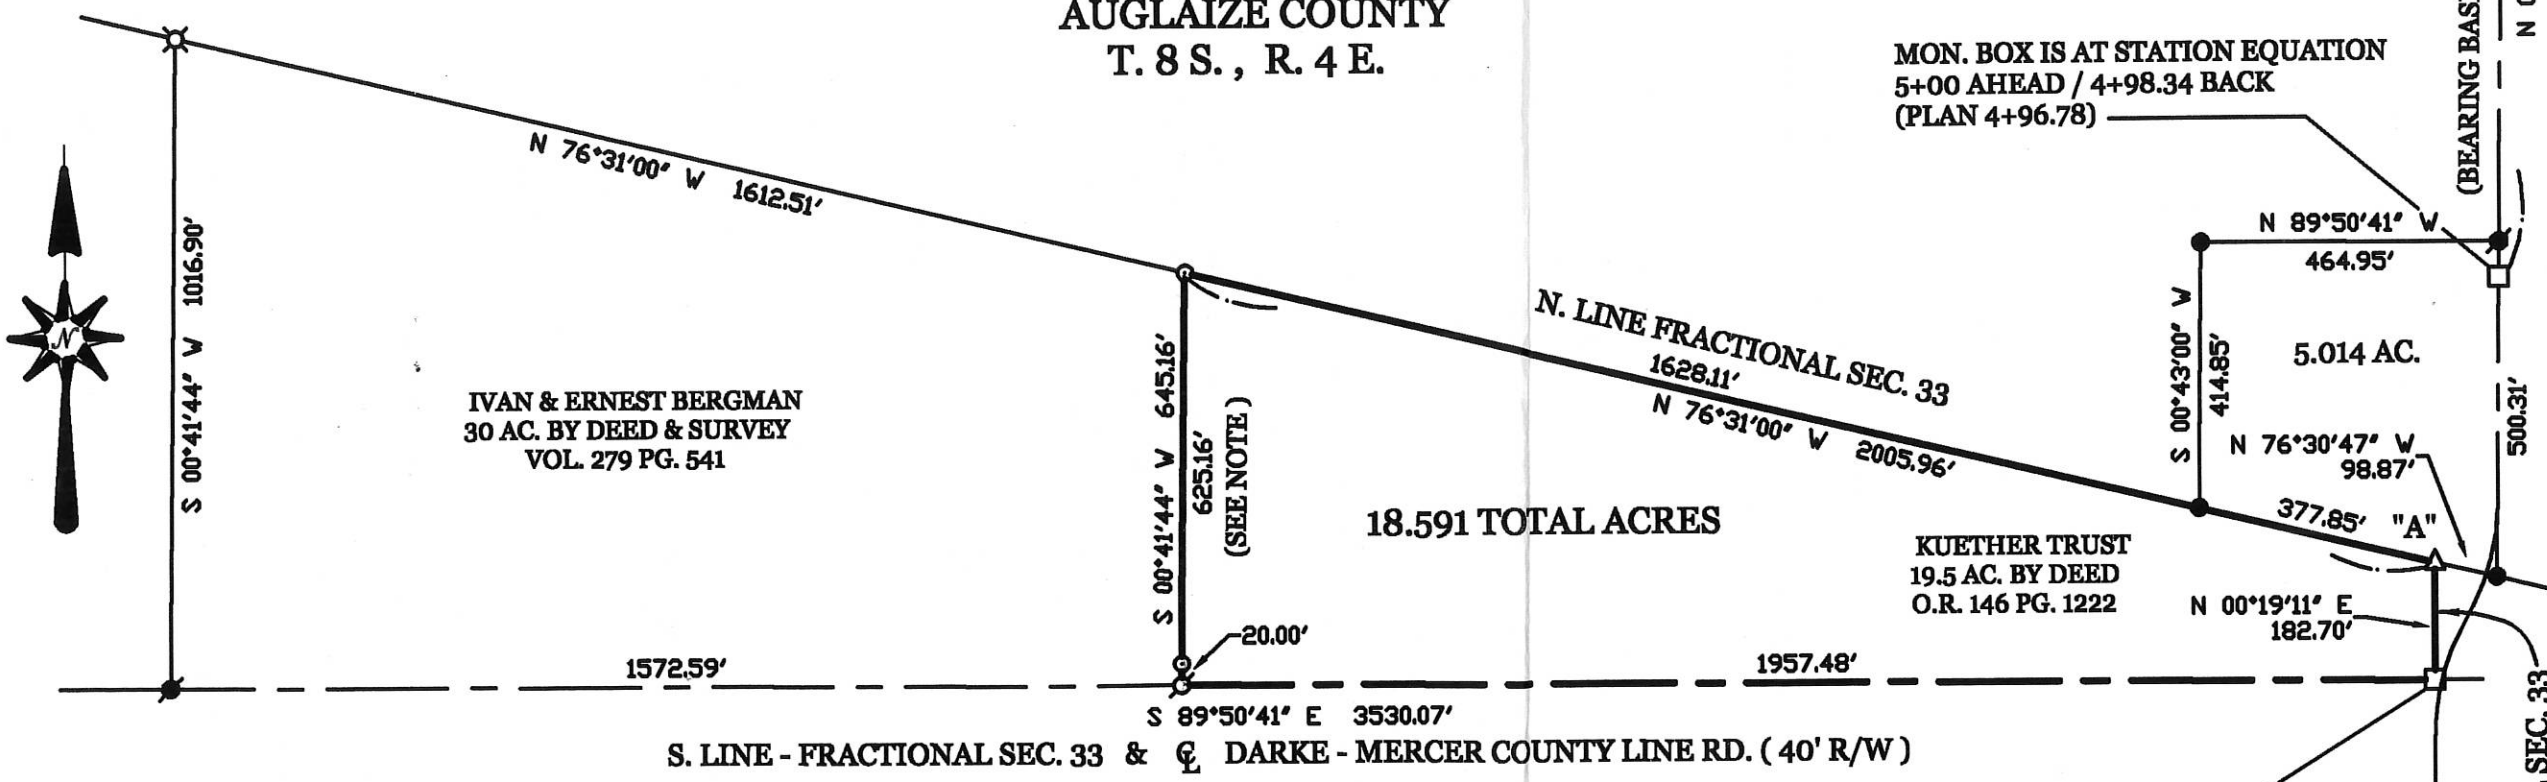 AUGLAIZE COUNTY
T. 8 S. , R. 4 E.
MON. BOX IS AT STATION EQUATION
5+00 AHEAD / 4+98.34 BACK
(PLAN 4+96.78)
(BEARING BAS
N 76°31'00" W 1612.51'
S 00°41'44" W 1016.90'
N
IVAN & ERNEST BERGMAN
30 AC. BY DEED & SURVEY
VOL. 279 PG. 541
S 00°41'44" W 645.16'
625.16'
(SEE NOTE)
20.00'
N. LINE FRACTIONAL SEC. 33
1628.11'
N 76°31'00" W 2005.96'
18.591 TOTAL ACRES
N 89°50'41" W
464.95'
S 00°43'00" W
414.85'
5.014 AC.
500.31'
N 76°30'47" W
98.87'
377.85' "A"
KUETHER TRUST
19.5 AC. BY DEED
O.R. 146 PG. 1222
N 00°19'11" E
182.70'
1572.59'
1957.48'
S 89°50'41" E 3530.07'
S. LINE - FRACTIONAL SEC. 33 & ℄ DARKE - MERCER COUNTY LINE RD. ( 40' R/W )
SEC. 33